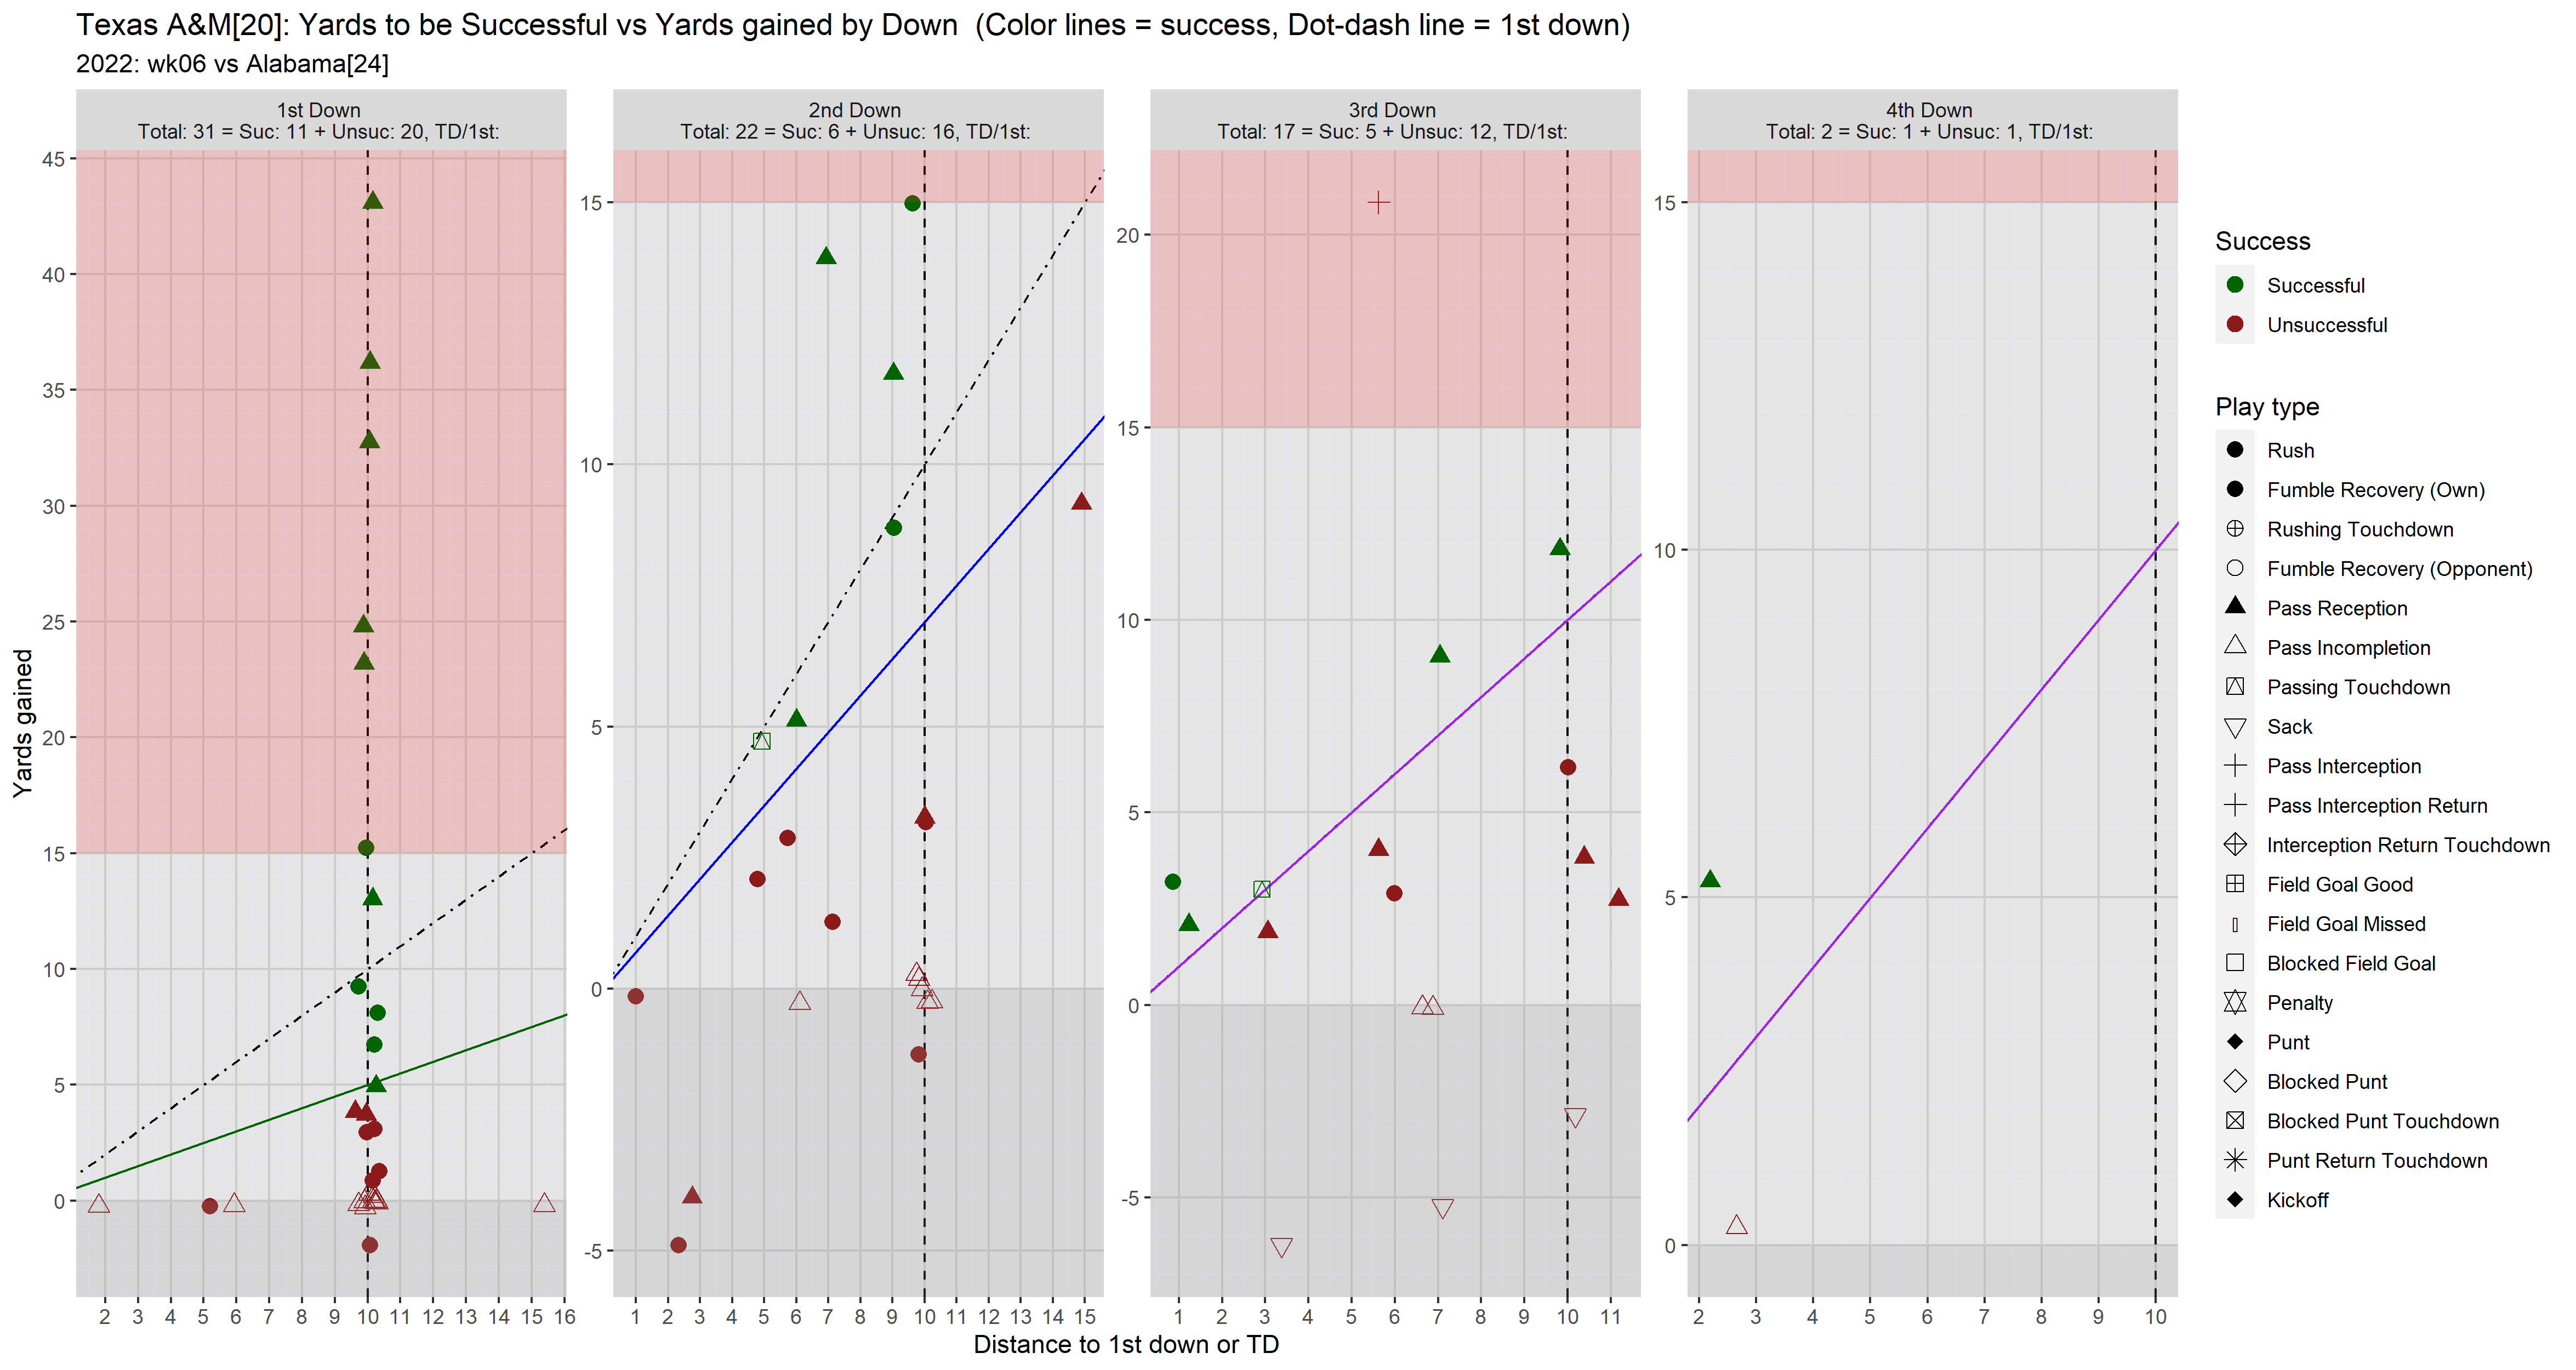 Texas A&M[20]: Yards to be Successful vs Yards gained by Down  (Color lines = success, Dot-dash line = 1st down)
2022: wk06 vs Alabama[24]
1st Down
Total: 31 = Suc: 11 + Unsuc: 20, TD/1st:
2nd Down
Total: 22 = Suc: 6 + Unsuc: 16, TD/1st:
3rd Down
Total: 17 = Suc: 5 + Unsuc: 12, TD/1st:
4th Down
Total: 2 = Suc: 1 + Unsuc: 1, TD/1st:
Yards gained
45
40
35
30
25
20
15
10
5
0
2 3 4 5 6 7 8 9 10 11 12 13 14 15 16
15
10
5
0
-5
1 2 3 4 5 6 7 8 9 10 11 12 13 14 15
20
15
10
5
0
-5
1 2 3 4 5 6 7 8 9 10 11
15
10
5
0
2 3 4 5 6 7 8 9 10
Distance to 1st down or TD
Success
Successful
Unsuccessful
Play type
Rush
Fumble Recovery (Own)
Rushing Touchdown
Fumble Recovery (Opponent)
Pass Reception
Pass Incompletion
Passing Touchdown
Sack
Pass Interception
Pass Interception Return
Interception Return Touchdown
Field Goal Good
Field Goal Missed
Blocked Field Goal
Penalty
Punt
Blocked Punt
Blocked Punt Touchdown
Punt Return Touchdown
Kickoff